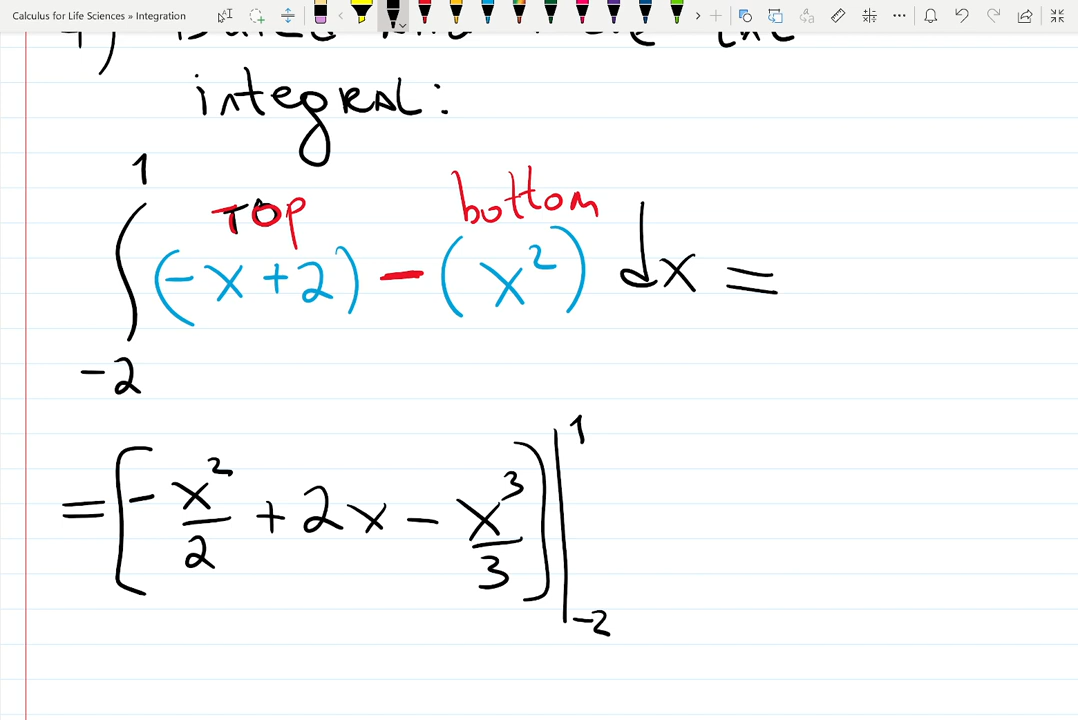 Calculus for Life Sciences » Integration
the
integral:
TOP bottom
∫_{-2}^{1} (-x+2) - (x²) dx =
= [-x²/2 + 2x - x³/3] |_{-2}^{1}